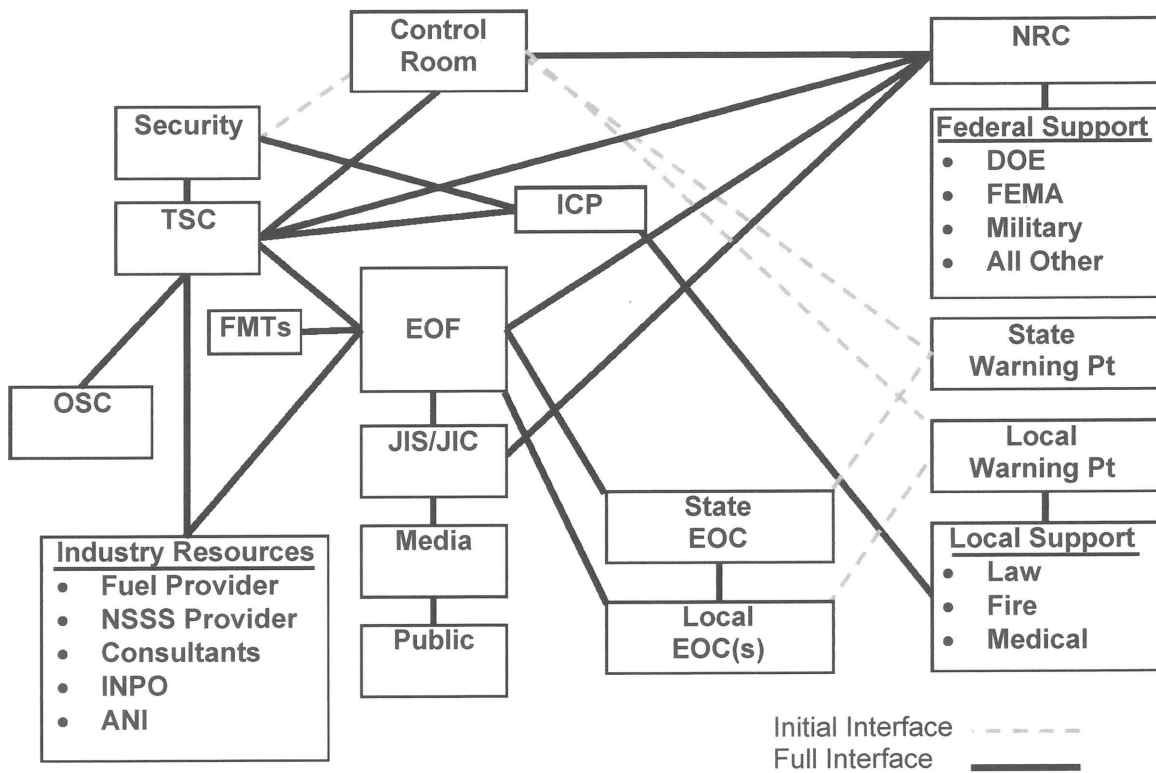 Control
Room
NRC
Security
Federal Support
• DOE
• FEMA
• Military
• All Other
TSC
ICP
FMTs
EOF
State
Warning Pt
OSC
JIS/JIC
Local
Warning Pt
State
EOC
Media
Industry Resources
• Fuel Provider
• NSSS Provider
• Consultants
• INPO
• ANI
Local Support
• Law
• Fire
• Medical
Local
EOC(s)
Public
Initial Interface
Full Interface